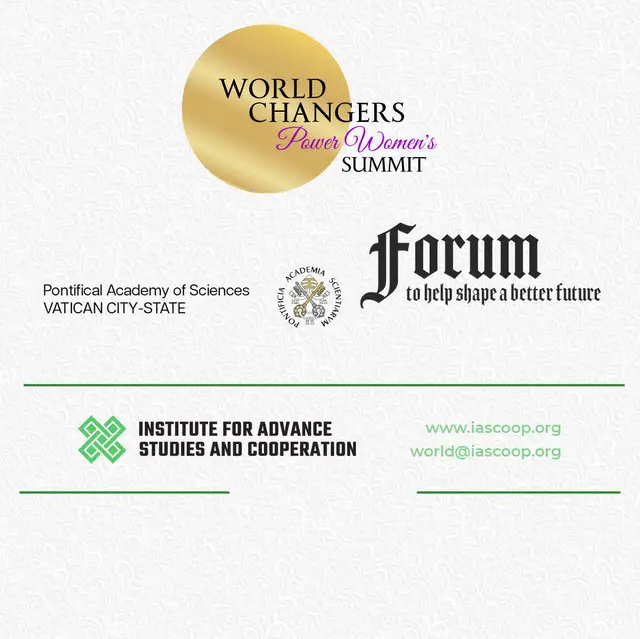 WORLD
CHANGERS
Power Women's
SUMMIT
Forum
to help shape a better future
Pontifical Academy of Sciences
VATICAN CITY-STATE
PONTIFICIA ACADEMIA SCIENTIARVM
INSTITUTE FOR ADVANCE
STUDIES AND COOPERATION
www.iascoop.org
world@iascoop.org